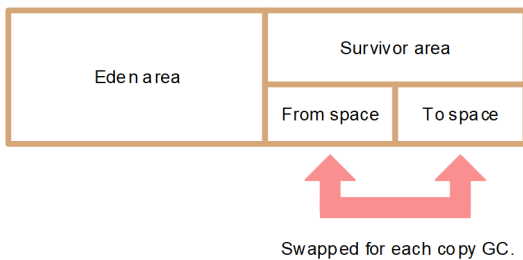 Eden area
Survivor area
From space
To space
Swapped for each copy GC.